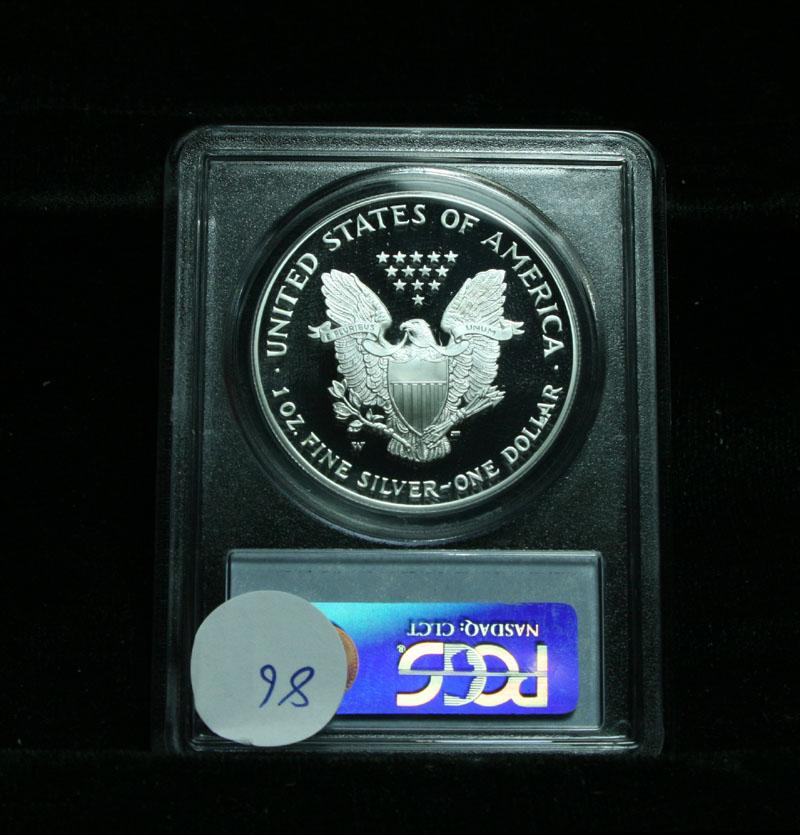 UNITED STATES OF AMERICA
E PLURIBUS UNUM
W
1 OZ. FINE SILVER~ONE DOLLAR
NASDAQ: CLCT
PCGS®
98